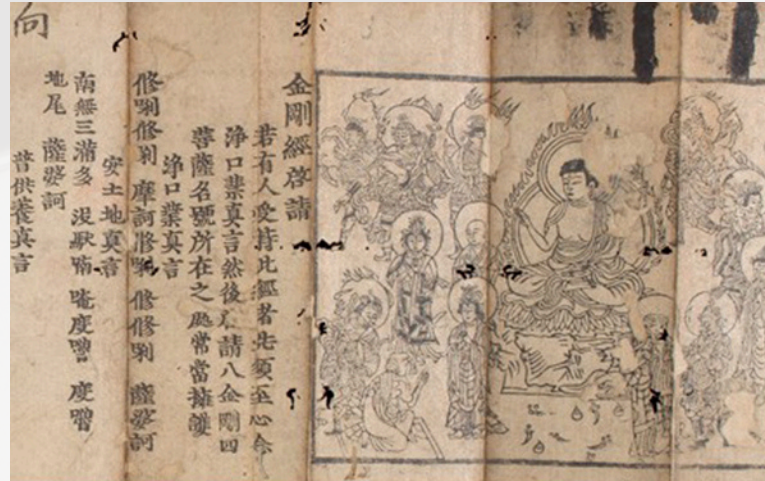 金剛經啓請
若有人受持此經者先須至心念
淨口業真言然後啓請八金剛四
菩薩名號所在之處常當擁護
淨口業真言
修唎修唎 摩訶修唎 修修唎 薩婆訶
安土地真言
南無三滿多 沒馱喃 唵度嚕 度嚕
地尾 薩婆訶
普供養真言
向